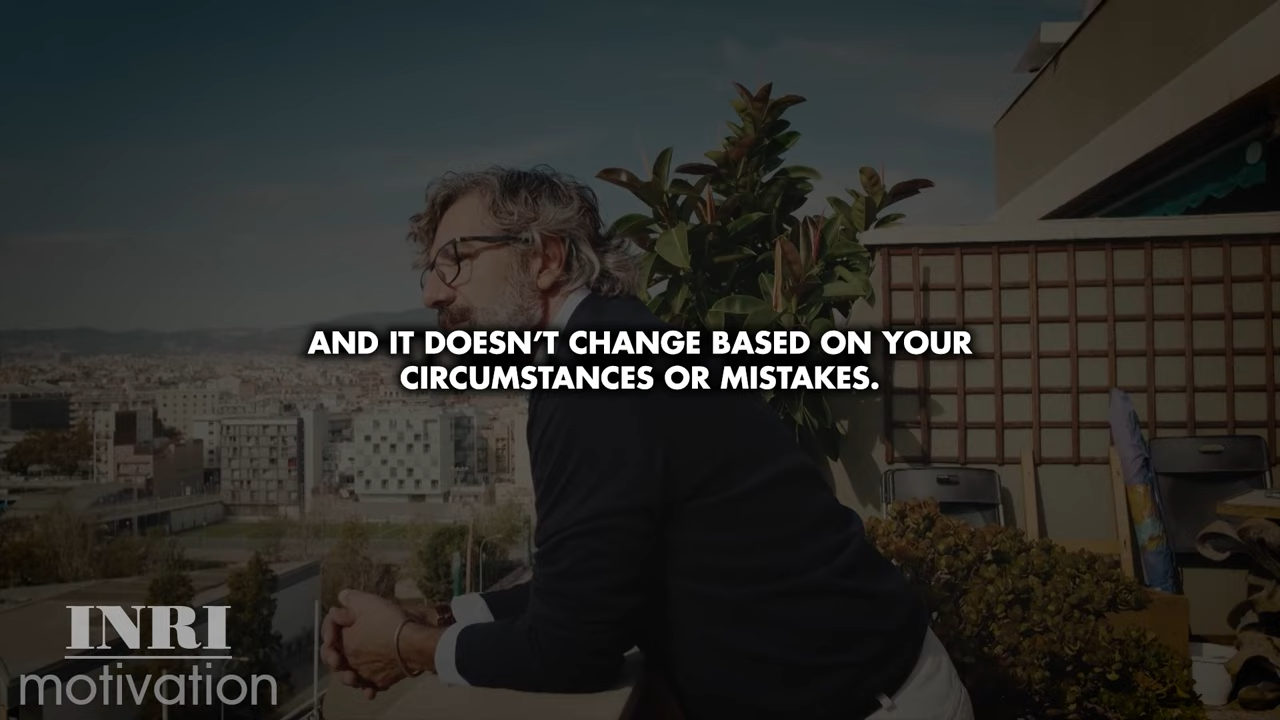 AND IT DOESN'T CHANGE BASED ON YOUR
CIRCUMSTANCES OR MISTAKES.
INRI
motivation